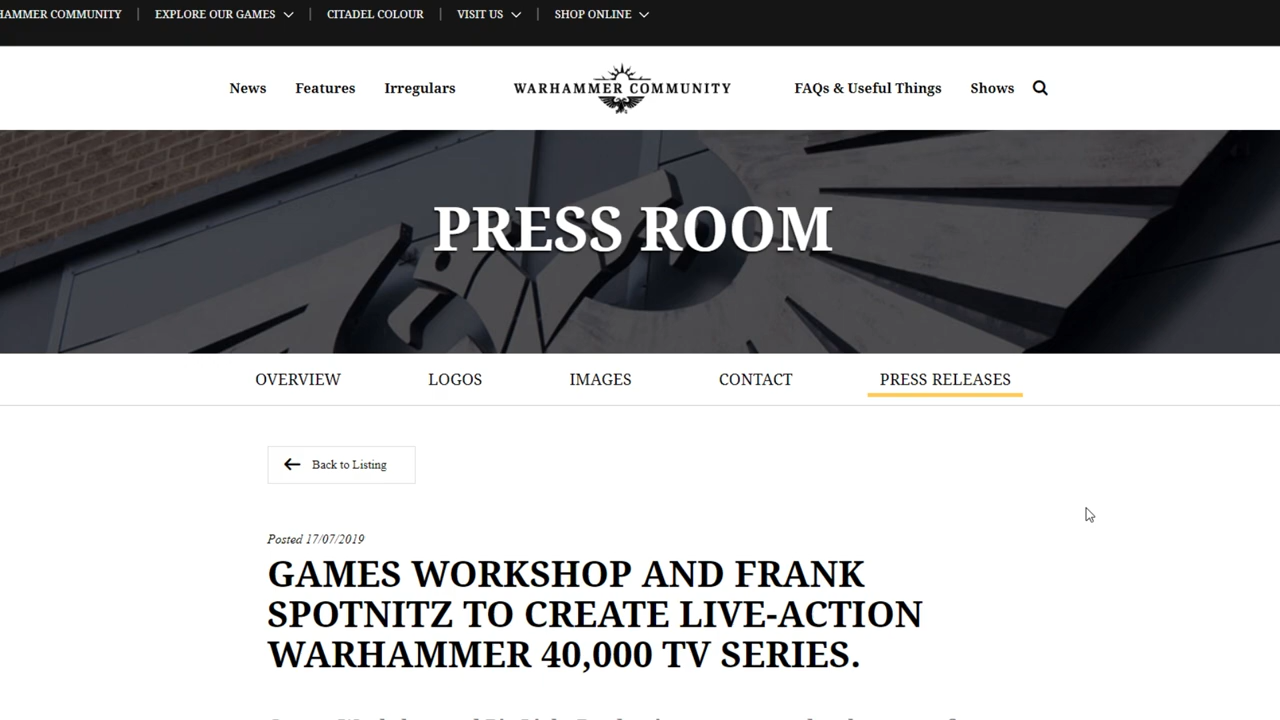 HAMMER COMMUNITY | EXPLORE OUR GAMES | CITADEL COLOUR | VISIT US | SHOP ONLINE
News Features Irregulars WARHAMMER COMMUNITY FAQs & Useful Things Shows
PRESS ROOM
OVERVIEW LOGOS IMAGES CONTACT PRESS RELEASES
Back to Listing
Posted 17/07/2019
GAMES WORKSHOP AND FRANK
SPOTNITZ TO CREATE LIVE-ACTION
WARHAMMER 40,000 TV SERIES.